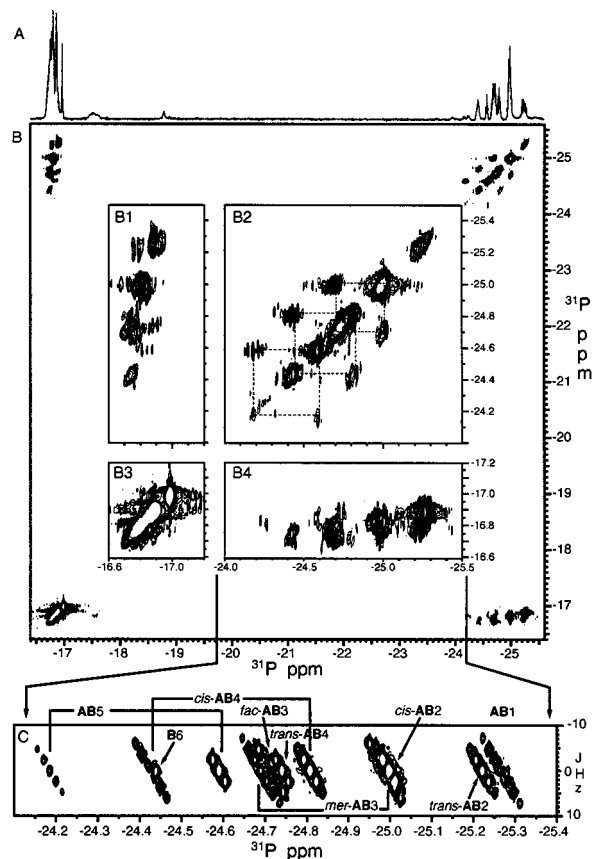 A
B
-25
-24
B1
B2
-25.4
-25.2
-23
-25.0
³¹P
-24.8
p
-22
p
-24.6
m
-24.4
-21
-24.2
-20
B3
B4
-17.2
-19
-17.0
-16.8
-18
-16.6
-16.6 -17.0
-24.0 -24.5 -25.0 -25.5
-17
-17 -18 -19 -20 -21 -22 -23 -24 -25
³¹P ppm
AB5
cis-AB4
fac-AB3
cis-AB2
AB1
B6
trans-AB4
C
-10
J
0
Hz
mer-AB3
trans-AB2
10
-24.2 -24.3 -24.4 -24.5 -24.6 -24.7 -24.8 -24.9 -25.0 -25.1 -25.2 -25.3 -25.4
³¹P ppm